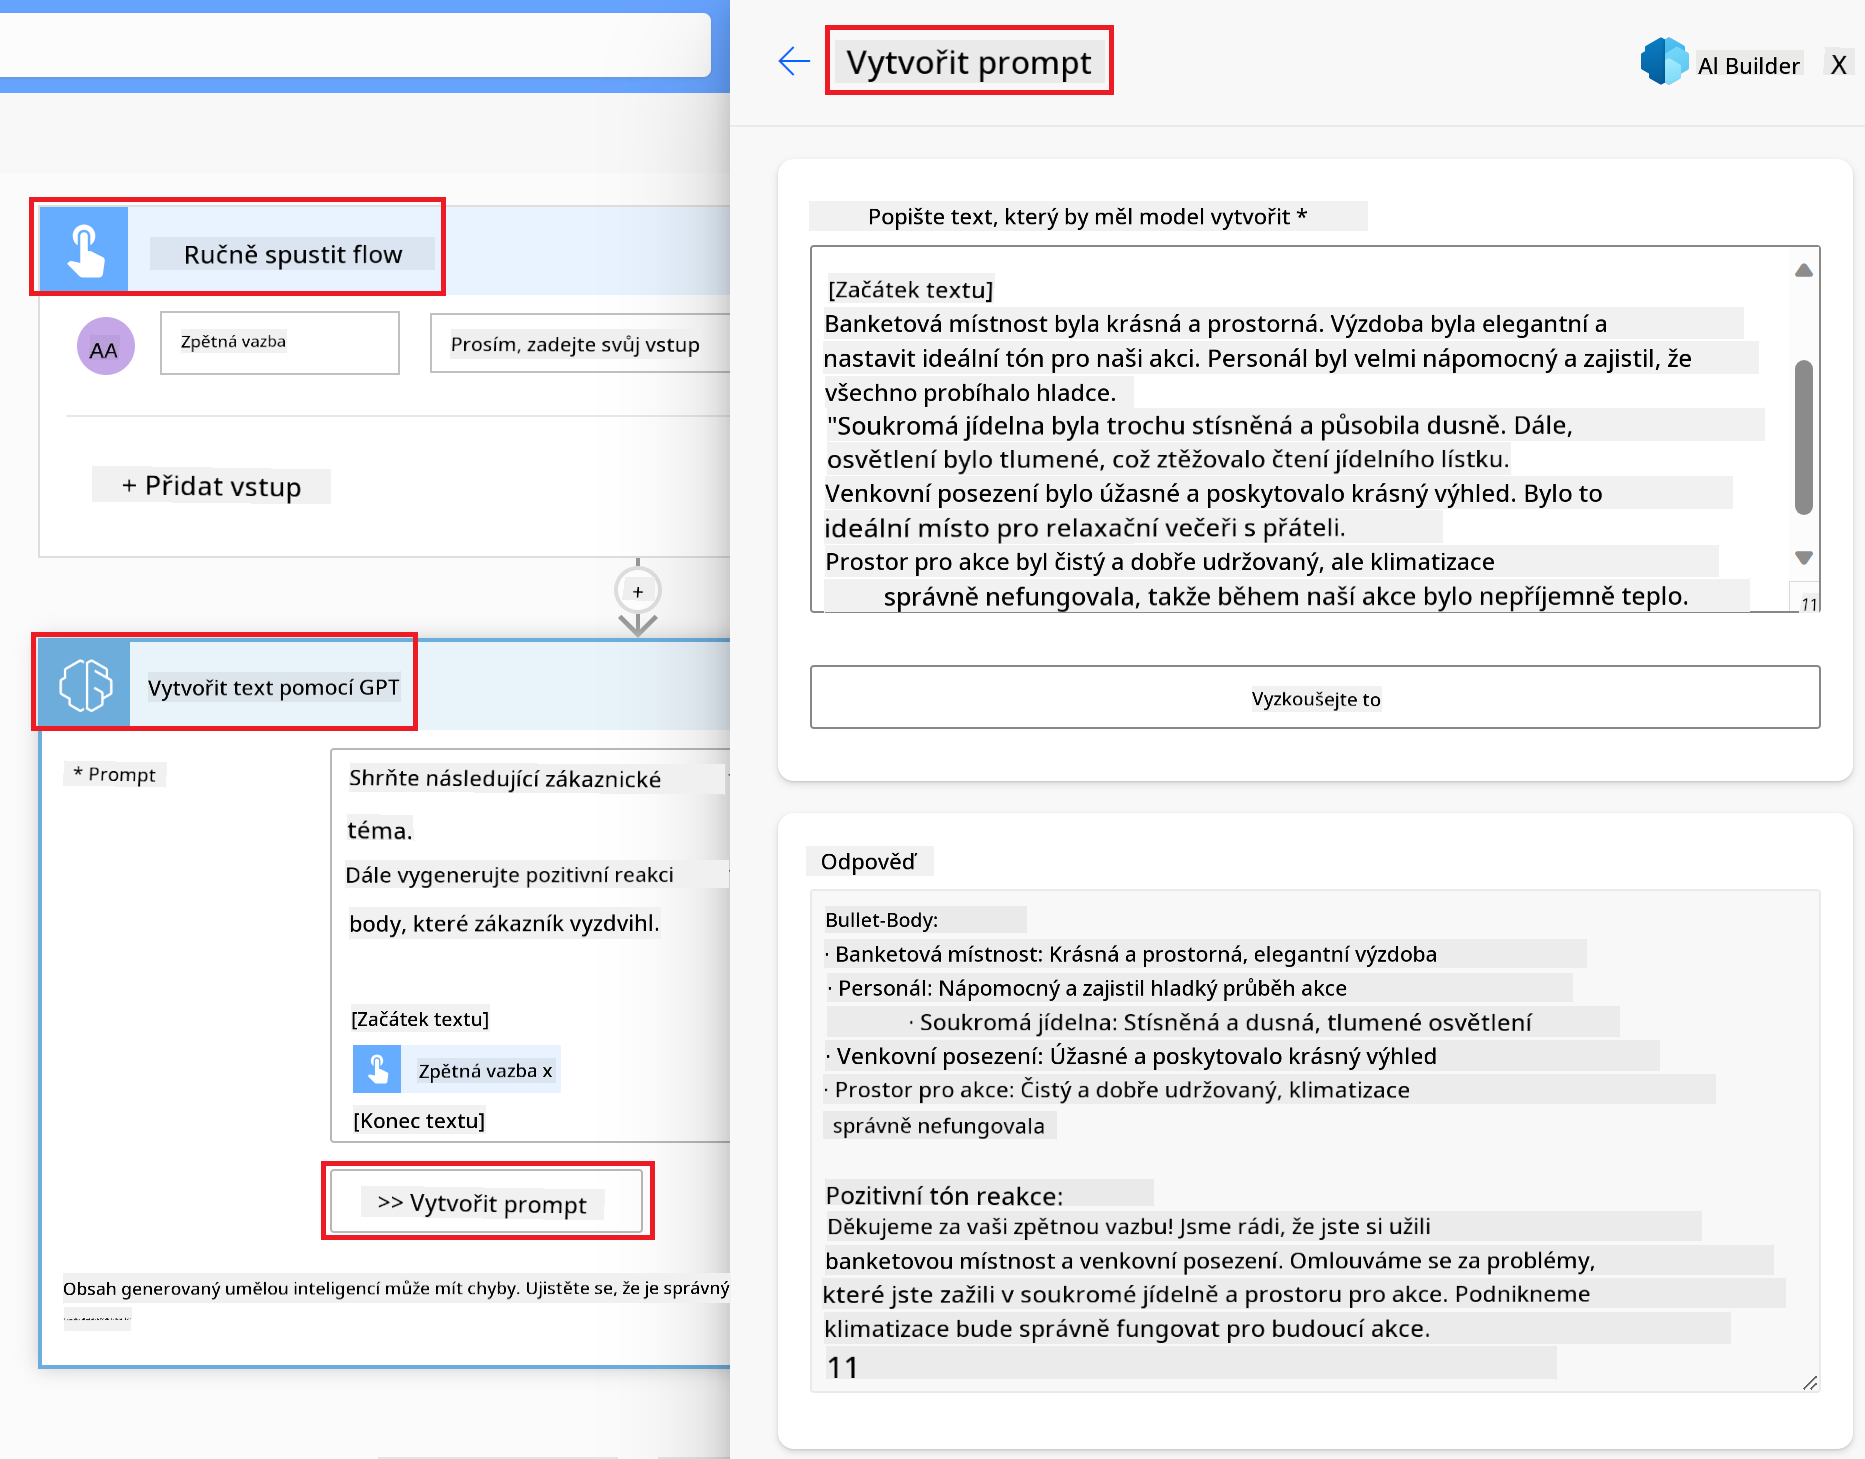 Ručně spustit flow
AA
Zpětná vazba
Prosím, zadejte svůj vstup
+ Přidat vstup
+
Vytvořit text pomocí GPT
* Prompt
Shrňte následující zákaznické
téma.
Dále vygenerujte pozitivní reakci
body, které zákazník vyzdvihl.
[Začátek textu]
Zpětná vazba x
[Konec textu]
>> Vytvořit prompt
Obsah generovaný umělou inteligencí může mít chyby. Ujistěte se, že je správný
Vytvořit prompt
AI Builder
X
Popište text, který by měl model vytvořit *
[Začátek textu]
Banketová místnost byla krásná a prostorná. Výzdoba byla elegantní a
nastavit ideální tón pro naši akci. Personál byl velmi nápomocný a zajistil, že
všechno probíhalo hladce.
"Soukromá jídelna byla trochu stísněná a působila dusně. Dále,
osvětlení bylo tlumené, což ztěžovalo čtení jídelního lístku.
Venkovní posezení bylo úžasné a poskytovalo krásný výhled. Bylo to
ideální místo pro relaxační večeři s přáteli.
Prostor pro akce byl čistý a dobře udržovaný, ale klimatizace
správně nefungovala, takže během naší akce bylo nepříjemně teplo.
11
Vyzkoušejte to
Odpověď
Bullet-Body:
· Banketová místnost: Krásná a prostorná, elegantní výzdoba
· Personál: Nápomocný a zajistil hladký průběh akce
· Soukromá jídelna: Stísněná a dusná, tlumené osvětlení
· Venkovní posezení: Úžasné a poskytovalo krásný výhled
· Prostor pro akce: Čistý a dobře udržovaný, klimatizace
správně nefungovala
Pozitivní tón reakce:
Děkujeme za vaši zpětnou vazbu! Jsme rádi, že jste si užili
banketovou místnost a venkovní posezení. Omlouváme se za problémy,
které jste zažili v soukromé jídelně a prostoru pro akce. Podnikneme
klimatizace bude správně fungovat pro budoucí akce.
11